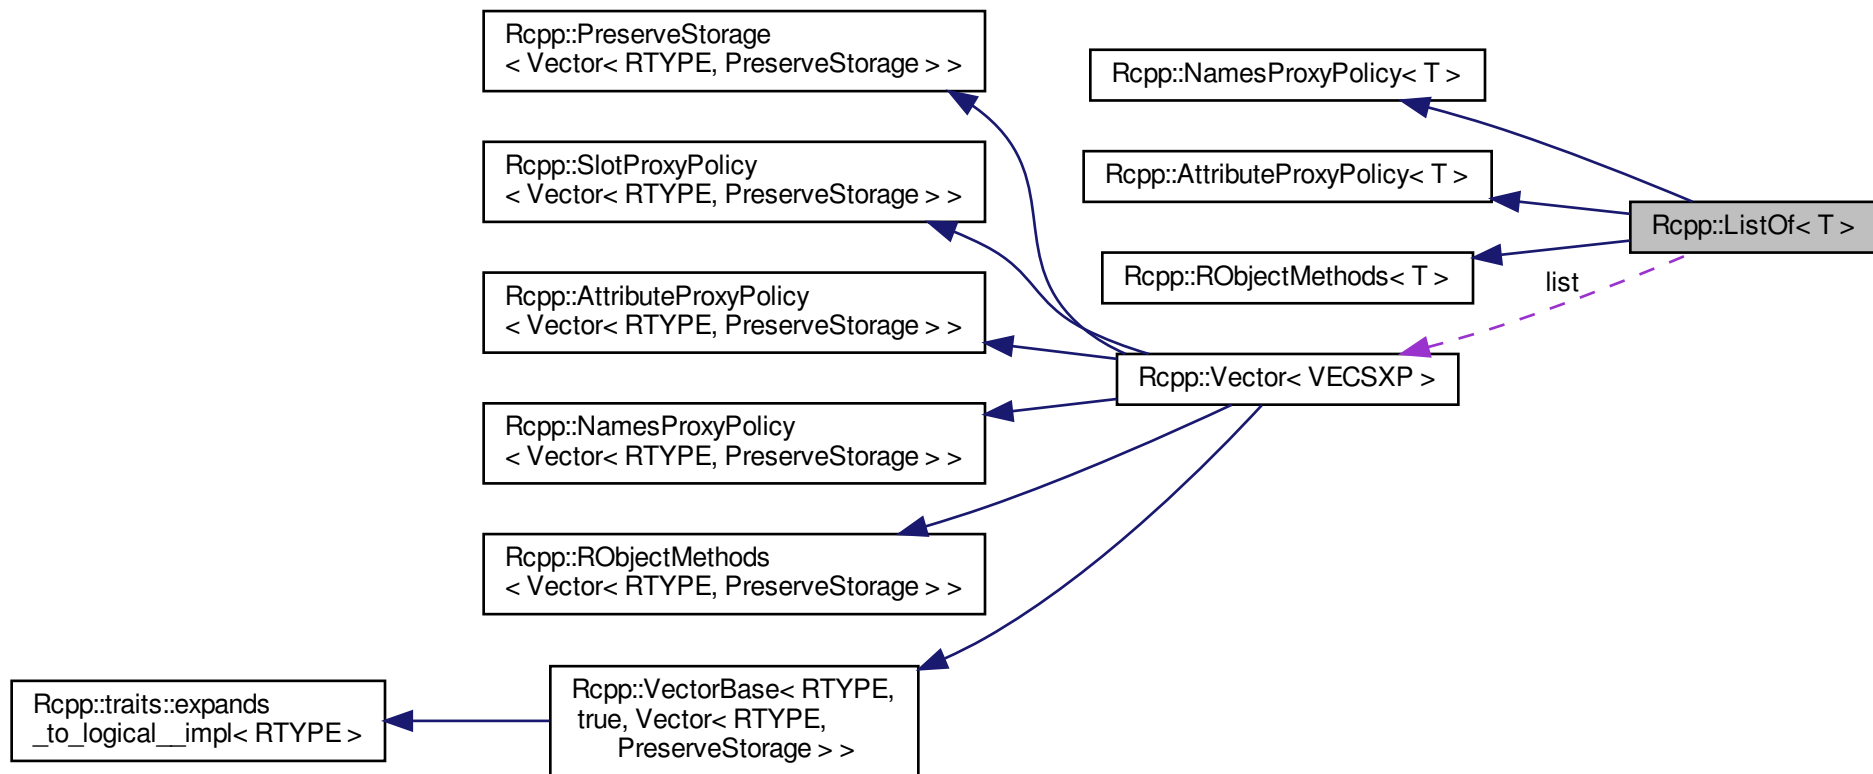 Rcpp::PreserveStorage
< Vector< RTYPE, PreserveStorage > >
Rcpp::SlotProxyPolicy
< Vector< RTYPE, PreserveStorage > >
Rcpp::AttributeProxyPolicy
< Vector< RTYPE, PreserveStorage > >
Rcpp::NamesProxyPolicy
< Vector< RTYPE, PreserveStorage > >
Rcpp::RObjectMethods
< Vector< RTYPE, PreserveStorage > >
Rcpp::traits::expands
_to_logical__impl< RTYPE >
Rcpp::VectorBase< RTYPE,
true, Vector< RTYPE,
PreserveStorage > >
Rcpp::NamesProxyPolicy< T >
Rcpp::AttributeProxyPolicy< T >
Rcpp::RObjectMethods< T >
Rcpp::Vector< VECSXP >
list
Rcpp::ListOf< T >